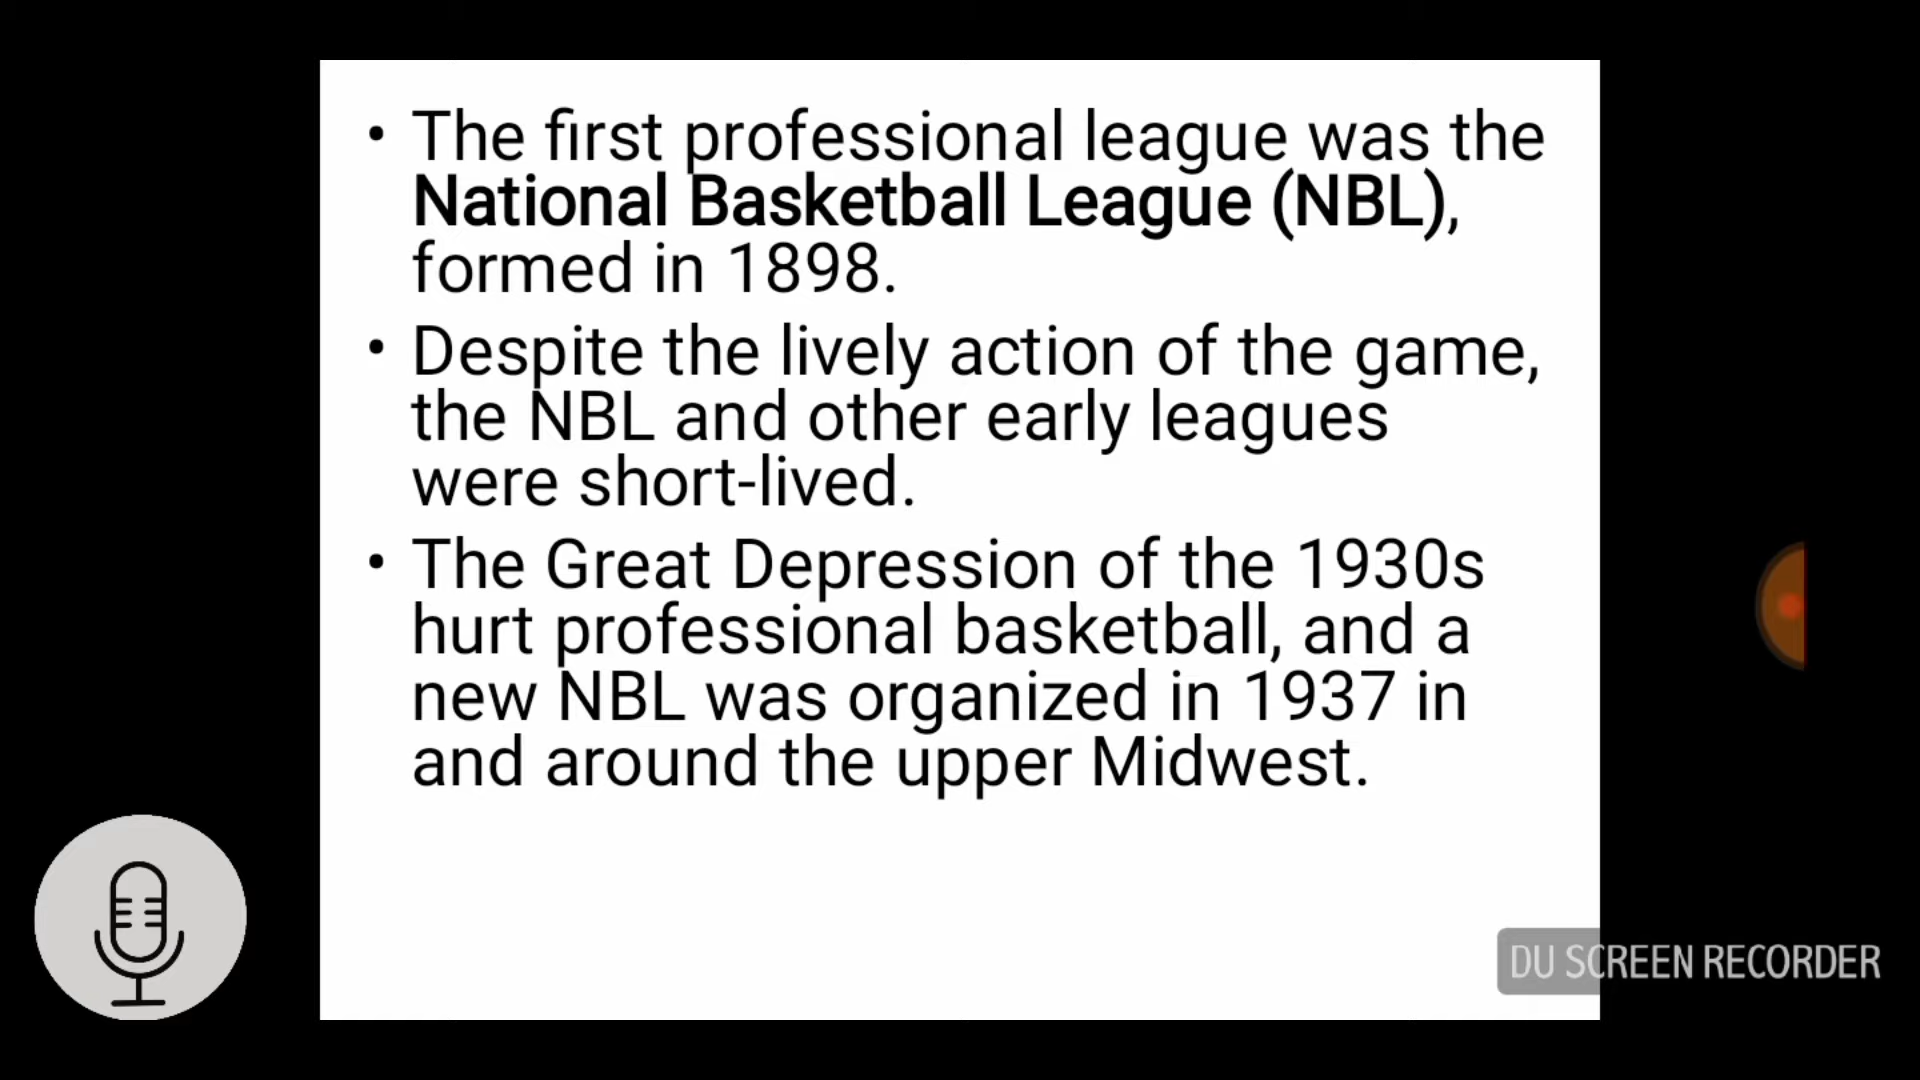 • The first professional league was the
National Basketball League (NBL),
formed in 1898.
• Despite the lively action of the game,
the NBL and other early leagues
were short-lived.
• The Great Depression of the 1930s
hurt professional basketball, and a
new NBL was organized in 1937 in
and around the upper Midwest.
DU SCREEN RECORDER